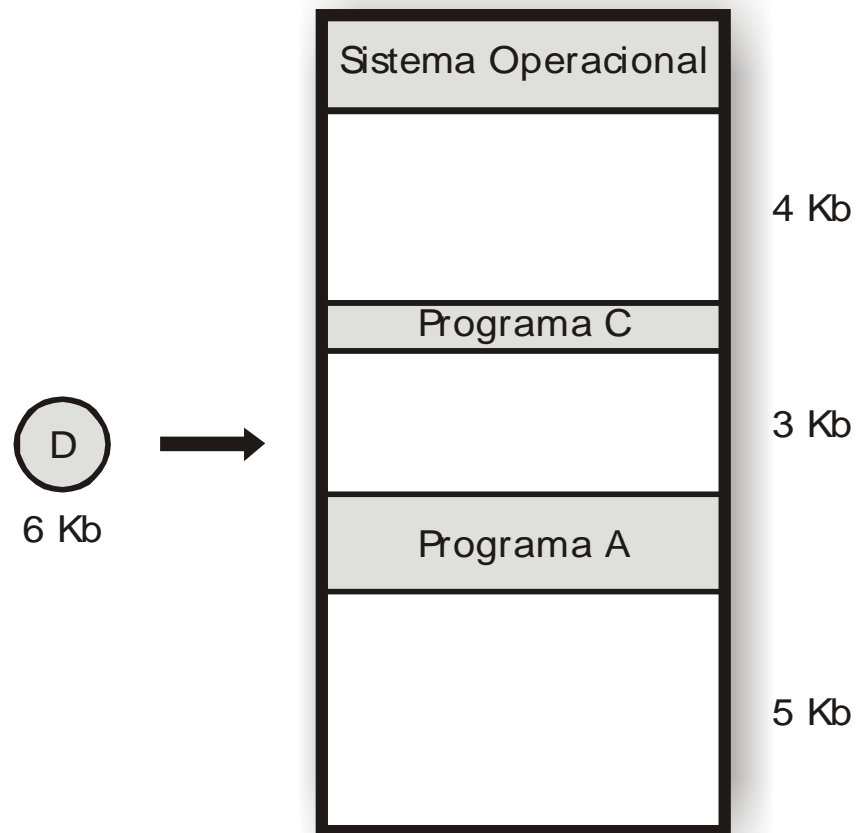 Sistema Operacional
4 Kb
Programa C
3 Kb
D
6 Kb
Programa A
5 Kb